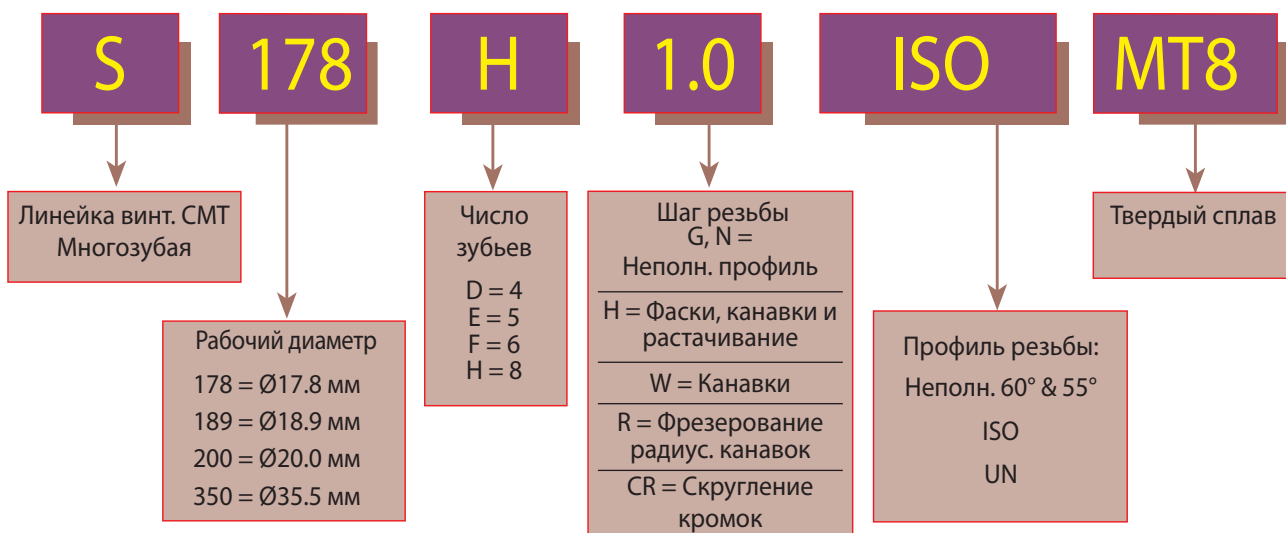 S 178 H 1.0 ISO MT8
Линейка винт. СМТ
Многозубая
Рабочий диаметр
178 = Ø17.8 мм
189 = Ø18.9 мм
200 = Ø20.0 мм
350 = Ø35.5 мм
Число
зубьев
D = 4
E = 5
F = 6
H = 8
Шаг резьбы
G, N =
Неполн. профиль
H = Фаски, канавки и
растачивание
W = Канавки
R = Фрезерование
радиус. канавок
CR = Скругление
кромок
Профиль резьбы:
Неполн. 60° & 55°
ISO
UN
Твердый сплав